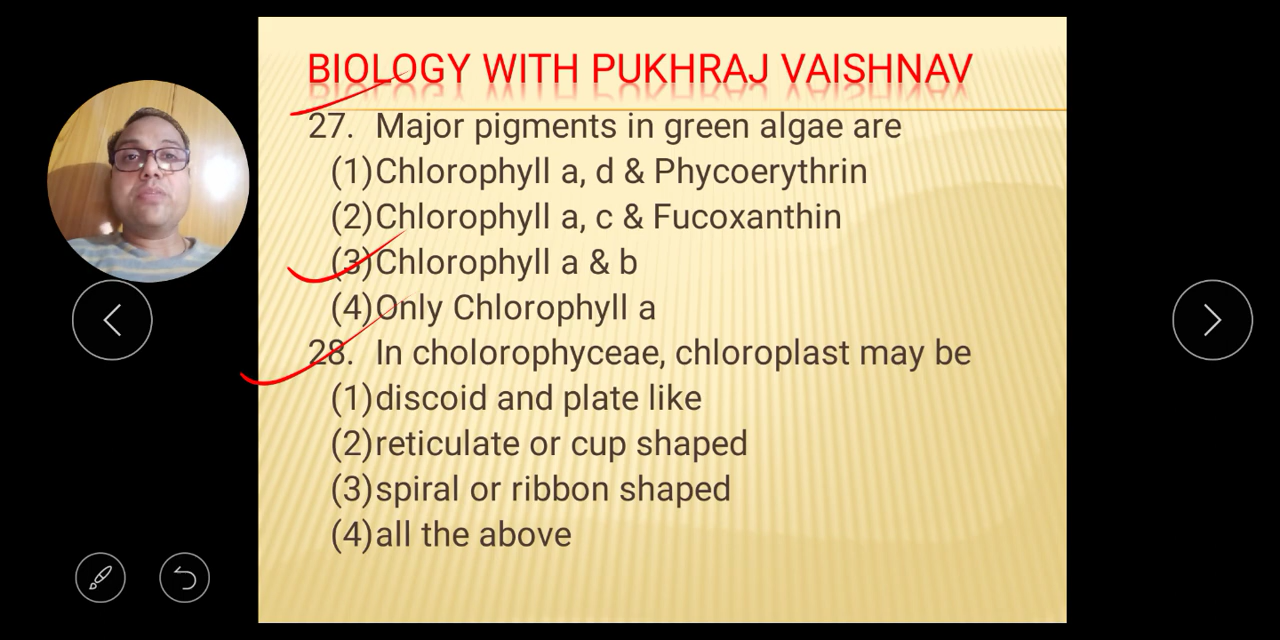 BIOLOGY WITH PUKHRAJ VAISHNAV
27. Major pigments in green algae are
(1) Chlorophyll a, d & Phycoerythrin
(2) Chlorophyll a, c & Fucoxanthin
(3) Chlorophyll a & b
(4) Only Chlorophyll a
28. In cholorophyceae, chloroplast may be
(1) discoid and plate like
(2) reticulate or cup shaped
(3) spiral or ribbon shaped
(4) all the above